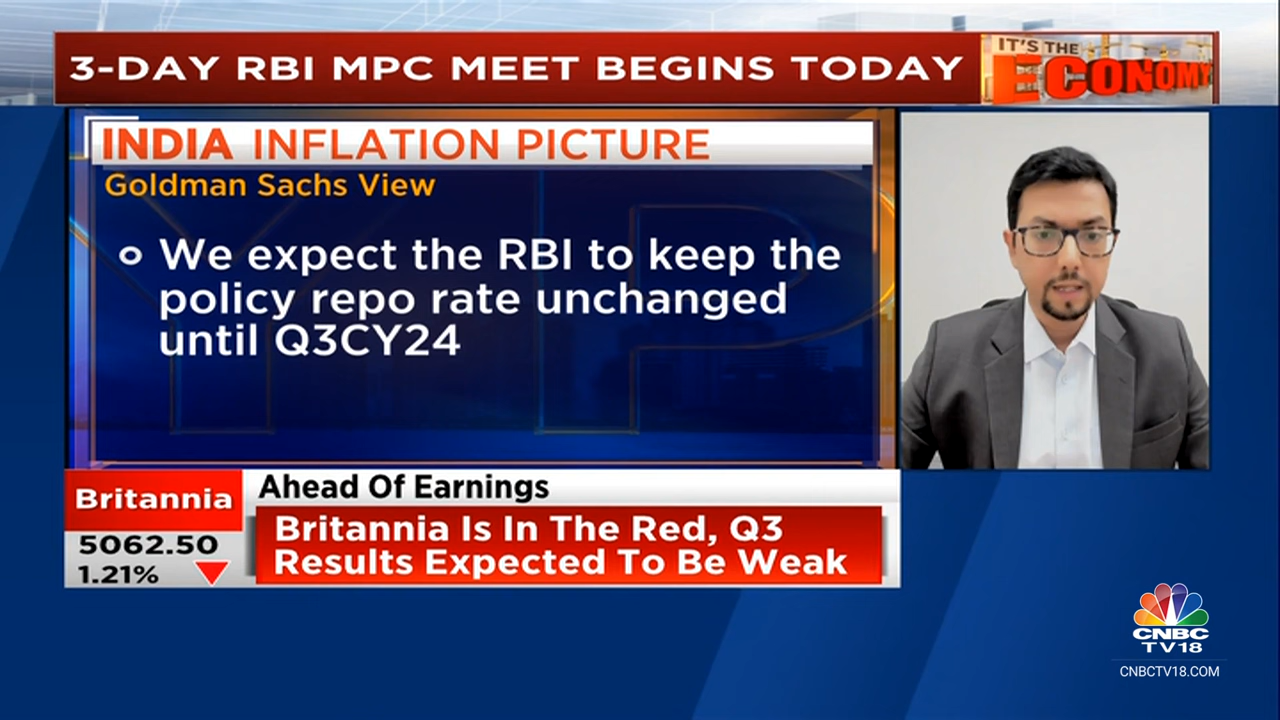 3-DAY RBI MPC MEET BEGINS TODAY
IT'S THE
ECONOMY
INDIA INFLATION PICTURE
Goldman Sachs View
We expect the RBI to keep the
policy repo rate unchanged
until Q3CY24
Britannia
5062.50
1.21%
Ahead Of Earnings
Britannia Is In The Red, Q3
Results Expected To Be Weak
CNBC
TV18
CNBCTV18.COM